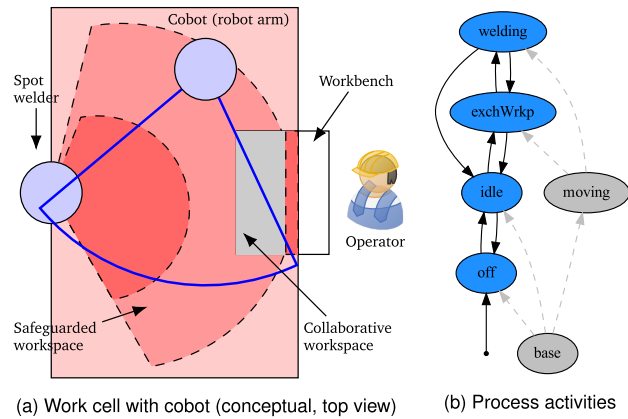 Cobot (robot arm)
Spot
welder
Workbench
Operator
Safeguarded
workspace
Collaborative
workspace
(a) Work cell with cobot (conceptual, top view)
welding
exchWrkp
idle
moving
off
base
(b) Process activities